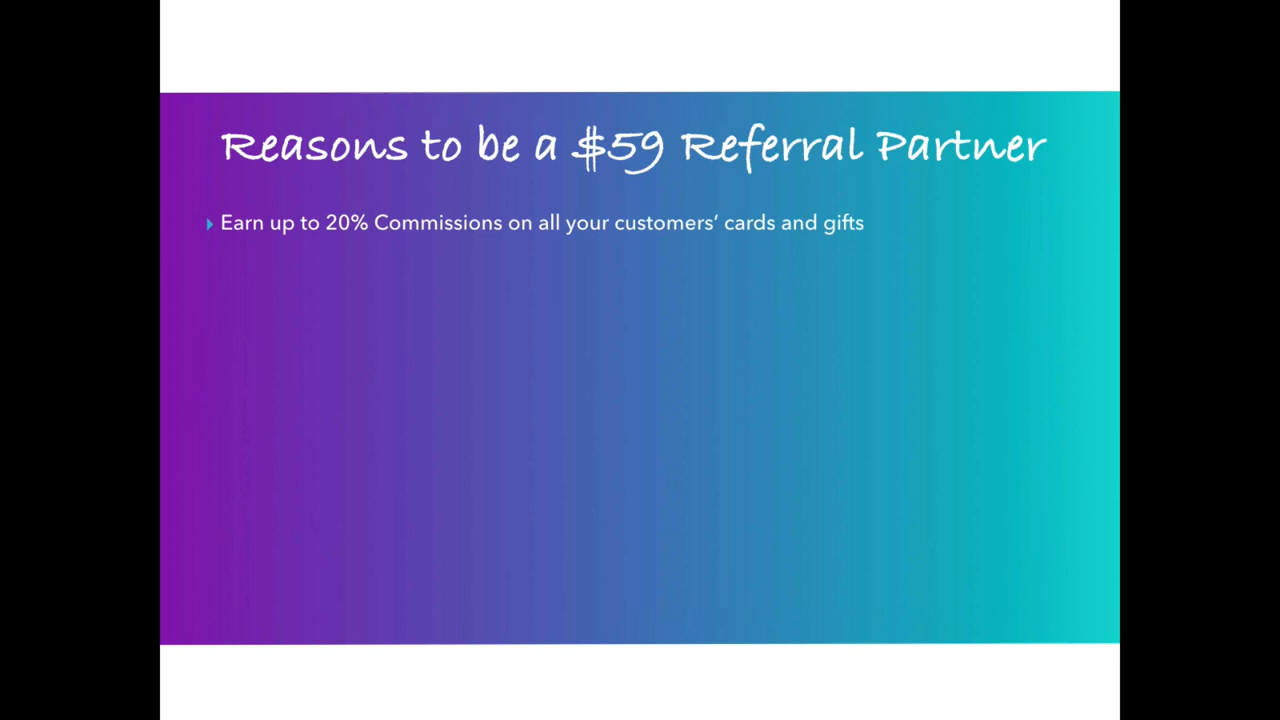 Reasons to be a $59 Referral Partner
Earn up to 20% Commissions on all your customers’ cards and gifts